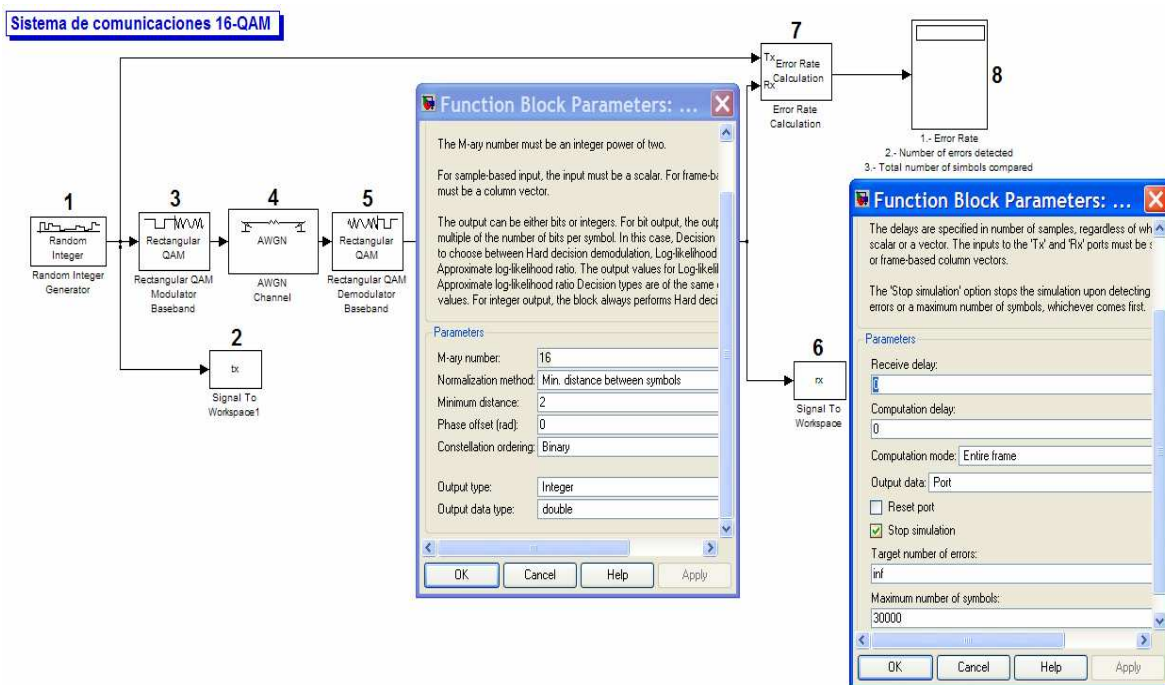 Sistema de comunicaciones 16-QAM
1
Random
Integer
Random Integer
Generator
3
Rectangular
QAM
Rectangular QAM
Modulator
Baseband
4
AWGN
AWGN
Channel
5
Rectangular
QAM
Rectangular QAM
Demodulator
Baseband
2
tx
Signal To
Workspace1
Function Block Parameters: ...
The M-ary number must be an integer power of two.
For sample-based input, the input must be a scalar. For frame-ba
must be a column vector.
The output can be either bits or integers. For bit output, the outp
multiple of the number of bits per symbol. In this case, Decision
to choose between Hard decision demodulation, Log-likelihood
Approximate log-likelihood ratio. The output values for Log-likeli
Approximate log-likelihood ratio Decision types are of the same
values. For integer output, the block always performs Hard deci
Parameters
M-ary number: 16
Normalization method: Min. distance between symbols
Minimum distance: 2
Phase offset (rad): 0
Constellation ordering: Binary
Output type: Integer
Output data type: double
OK Cancel Help Apply
7
Tx
Rx
Error Rate
Calculation
Error Rate
Calculation
8
1.- Error Rate
2.- Number of errors detected
3.- Total number of simbols compared
6
rx
Signal To
Workspace
Function Block Parameters: ...
The delays are specified in number of samples, regardless of wh
scalar or a vector. The inputs to the 'Tx' and 'Rx' ports must be s
or frame-based column vectors.
The 'Stop simulation' option stops the simulation upon detecting
errors or a maximum number of symbols, whichever comes first.
Parameters
Receive delay:
0
Computation delay:
0
Computation mode: Entire frame
Output data: Port
Reset port
Stop simulation
Target number of errors:
inf
Maximum number of symbols:
30000
OK Cancel Help Apply